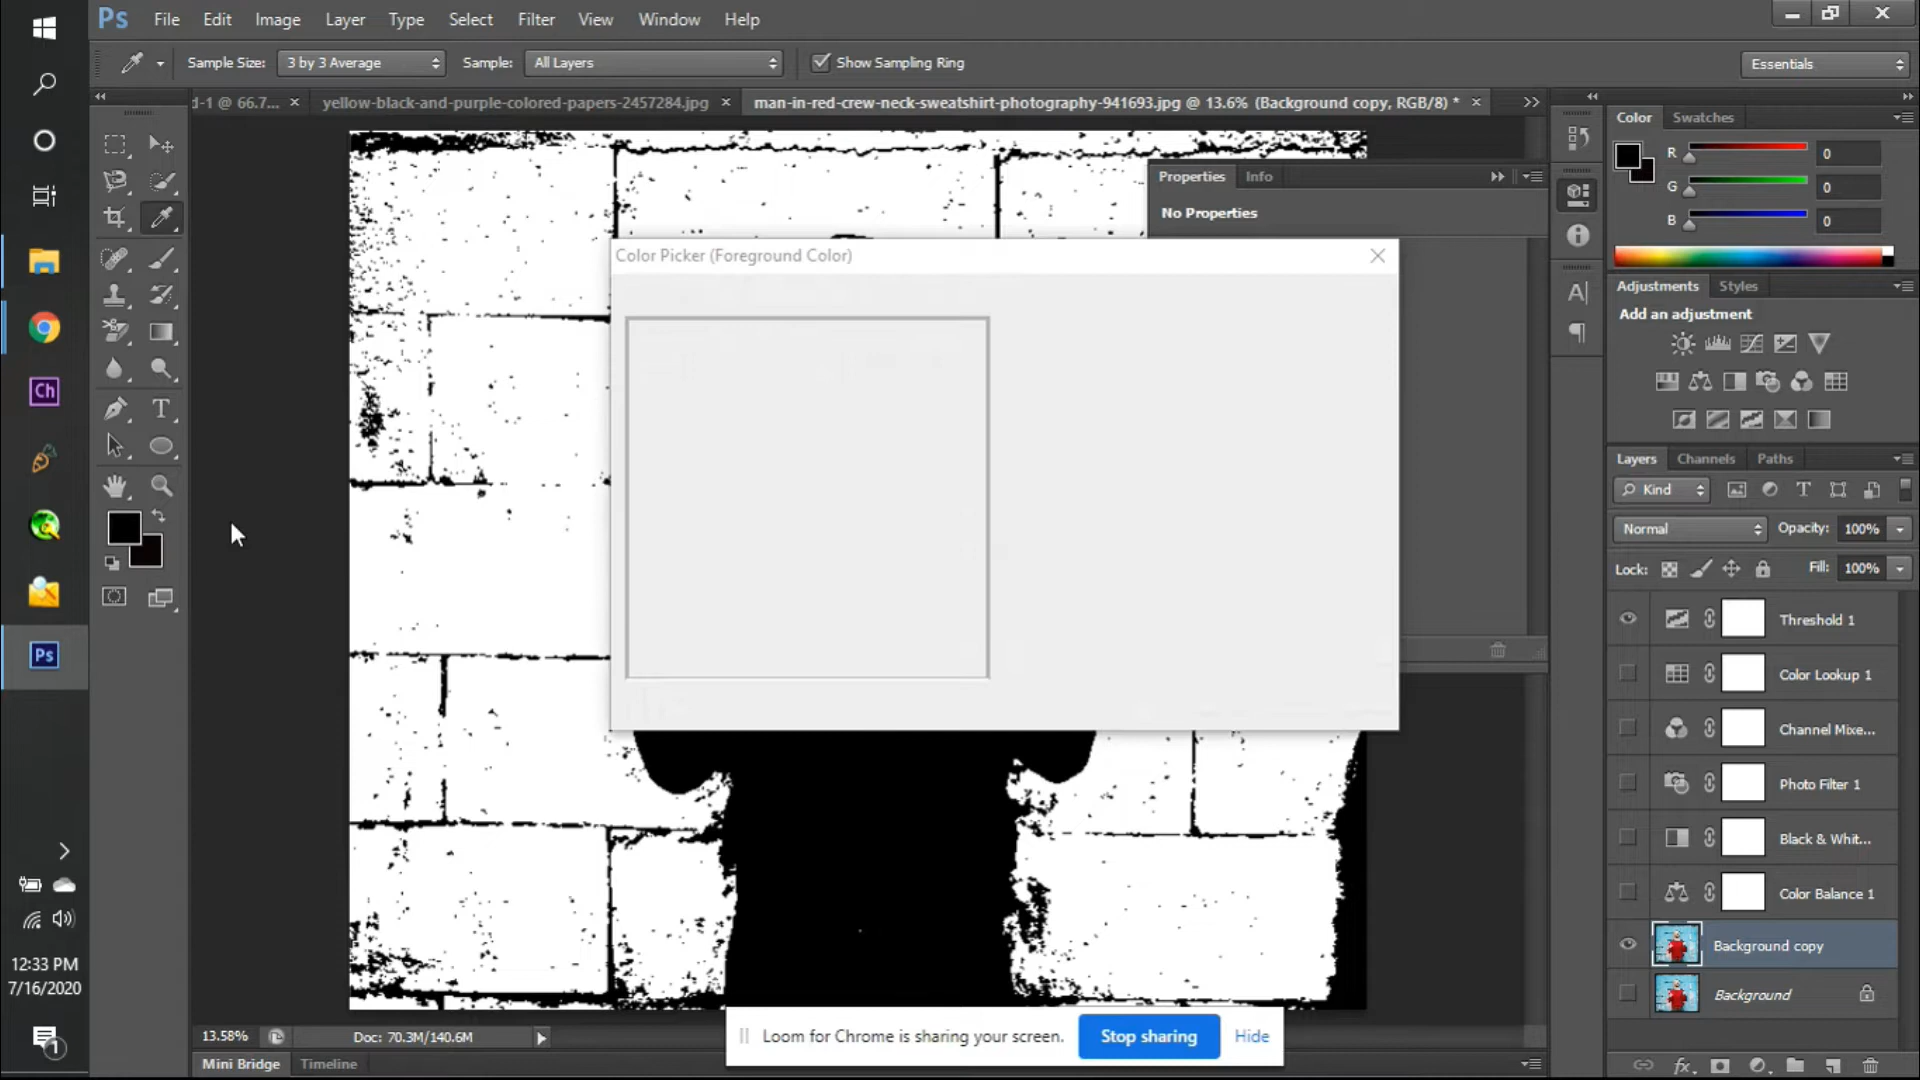 Ps File Edit Image Layer Type Select Filter View Window Help
Sample Size: 3 by 3 Average Sample: All Layers Show Sampling Ring Essentials
d-1 @ 66.7... × yellow-black-and-purple-colored-papers-2457284.jpg × man-in-red-crew-neck-sweatshirt-photography-941693.jpg @ 13.6% (Background copy, RGB/8) * ×
Color Swatches
R 0
G 0
B 0
Properties Info
No Properties
Color Picker (Foreground Color)
Adjustments Styles
Add an adjustment
Ch
T
A
Layers Channels Paths
Kind T
Normal Opacity: 100%
Lock: Fill: 100%
Threshold 1
Color Lookup 1
Channel Mixe...
Photo Filter 1
Black & Whit...
Color Balance 1
Background copy
Background
fx
Ps
12:33 PM
7/16/2020
1
13.58% Doc: 70.3M/140.6M
Loom for Chrome is sharing your screen. Stop sharing Hide
Mini Bridge Timeline